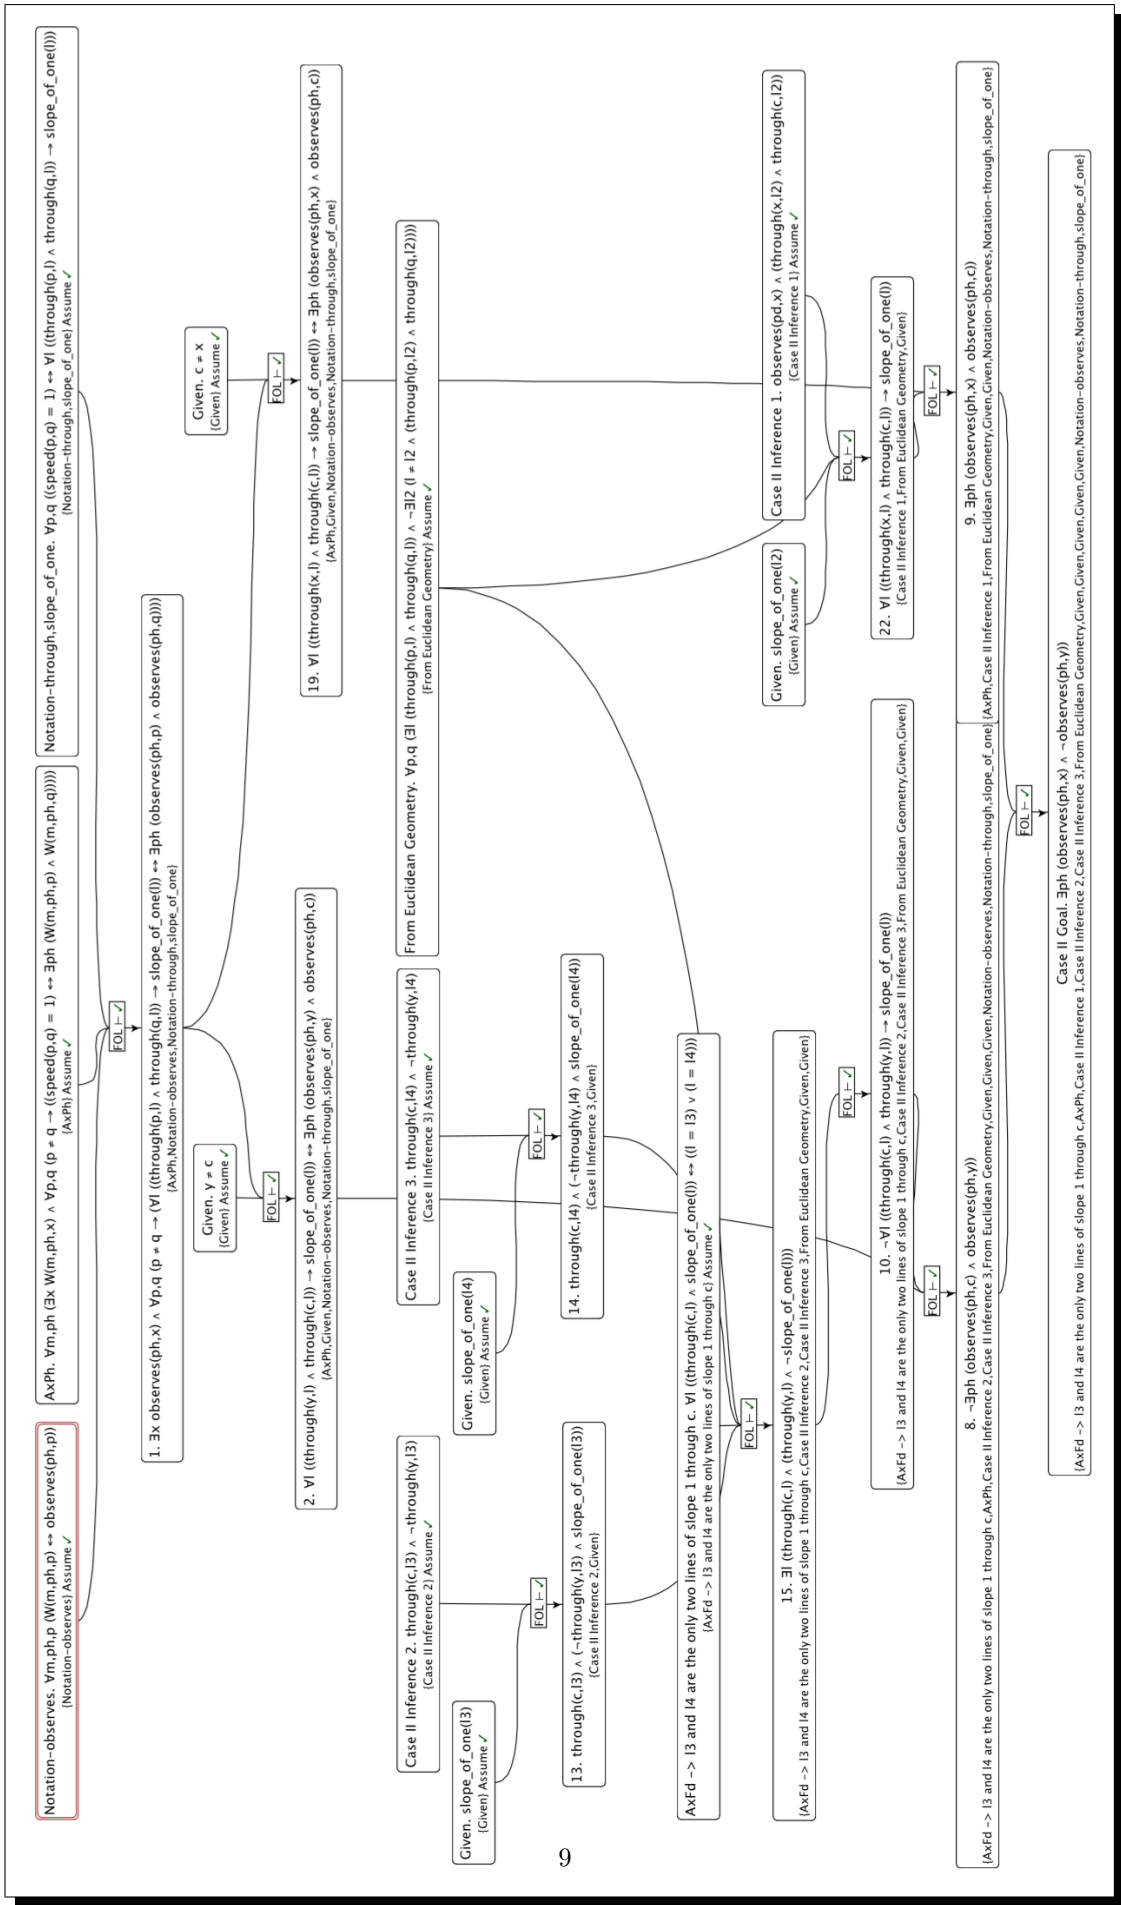 Notation-observes. ∀m,ph,p (W(m,ph,p) ↔ observes(ph,p))
{Notation-observes} Assume ✓
AxPh. ∀m,ph (∃x W(m,ph,x) ∧ ∀p,q (p ≠ q → ((speed(p,q) = 1) ↔ ∃ph (W(m,ph,p) ∧ W(m,ph,q)))))
{AxPh} Assume ✓
Notation-through,slope_of_one. ∀p,q ((speed(p,q) = 1) ↔ ∀l ((through(p,l) ∧ through(q,l)) → slope_of_one(l)))
{Notation-through,slope_of_one} Assume ✓
FOL ⊢ ✓
1. ∃x observes(ph,x) ∧ ∀p,q (p ≠ q → (∀l ((through(p,l) ∧ through(q,l)) → slope_of_one(l)) ↔ ∃ph (observes(ph,p) ∧ observes(ph,q))))
{AxPh,Notation-observes,Notation-through,slope_of_one}
Given. y ≠ c
{Given} Assume ✓
Given. c ≠ x
{Given} Assume ✓
FOL ⊢ ✓
FOL ⊢ ✓
2. ∀l ((through(y,l) ∧ through(c,l)) → slope_of_one(l)) ↔ ∃ph (observes(ph,y) ∧ observes(ph,c))
{AxPh,Given,Notation-observes,Notation-through,slope_of_one}
19. ∀l ((through(x,l) ∧ through(c,l)) → slope_of_one(l)) ↔ ∃ph (observes(ph,x) ∧ observes(ph,c))
{AxPh,Given,Notation-observes,Notation-through,slope_of_one}
Case II Inference 2. through(c,l3) ∧ ¬through(y,l3)
{Case II Inference 2} Assume ✓
Case II Inference 3. through(c,l4) ∧ ¬through(y,l4)
{Case II Inference 3} Assume ✓
From Euclidean Geometry. ∀p,q (∃l (through(p,l) ∧ through(q,l)) ∧ ¬∃l2 (l ≠ l2 ∧ (through(p,l2) ∧ through(q,l2))))
{From Euclidean Geometry} Assume ✓
Given. slope_of_one(l3)
{Given} Assume ✓
Given. slope_of_one(l4)
{Given} Assume ✓
FOL ⊢ ✓
FOL ⊢ ✓
13. through(c,l3) ∧ (¬through(y,l3) ∧ slope_of_one(l3))
{Case II Inference 2,Given}
14. through(c,l4) ∧ (¬through(y,l4) ∧ slope_of_one(l4))
{Case II Inference 3,Given}
AxFd -> l3 and l4 are the only two lines of slope 1 through c. ∀l ((through(c,l) ∧ slope_of_one(l)) ↔ ((l = l3) ∨ (l = l4)))
{AxFd -> l3 and l4 are the only two lines of slope 1 through c} Assume ✓
FOL ⊢ ✓
Given. slope_of_one(l2)
{Given} Assume ✓
Case II Inference 1. observes(pd,x) ∧ (through(x,l2) ∧ through(c,l2))
{Case II Inference 1} Assume ✓
15. ∃l (through(c,l) ∧ (through(y,l) ∧ ¬slope_of_one(l)))
{AxFd -> l3 and l4 are the only two lines of slope 1 through c,Case II Inference 2,Case II Inference 3,From Euclidean Geometry,Given,Given}
FOL ⊢ ✓
FOL ⊢ ✓
10. ¬∀l ((through(c,l) ∧ through(y,l)) → slope_of_one(l))
{AxFd -> l3 and l4 are the only two lines of slope 1 through c,Case II Inference 2,Case II Inference 3,From Euclidean Geometry,Given,Given}
22. ∀l ((through(x,l) ∧ through(c,l)) → slope_of_one(l))
{Case II Inference 1,From Euclidean Geometry,Given}
FOL ⊢ ✓
FOL ⊢ ✓
8. ¬∃ph (observes(ph,c) ∧ observes(ph,y))
{AxFd -> l3 and l4 are the only two lines of slope 1 through c,AxPh,Case II Inference 2,Case II Inference 3,From Euclidean Geometry,Given,Given,Given,Notation-observes,Notation-through,slope_of_one}
9. ∃ph (observes(ph,x) ∧ observes(ph,c))
{AxPh,Case II Inference 1,From Euclidean Geometry,Given,Given,Notation-observes,Notation-through,slope_of_one}
FOL ⊢ ✓
Case II Goal. ∃ph (observes(ph,x) ∧ ¬observes(ph,y))
{AxFd -> l3 and l4 are the only two lines of slope 1 through c,AxPh,Case II Inference 1,Case II Inference 2,Case II Inference 3,From Euclidean Geometry,Given,Given,Given,Given,Given,Notation-observes,Notation-through,slope_of_one}
9